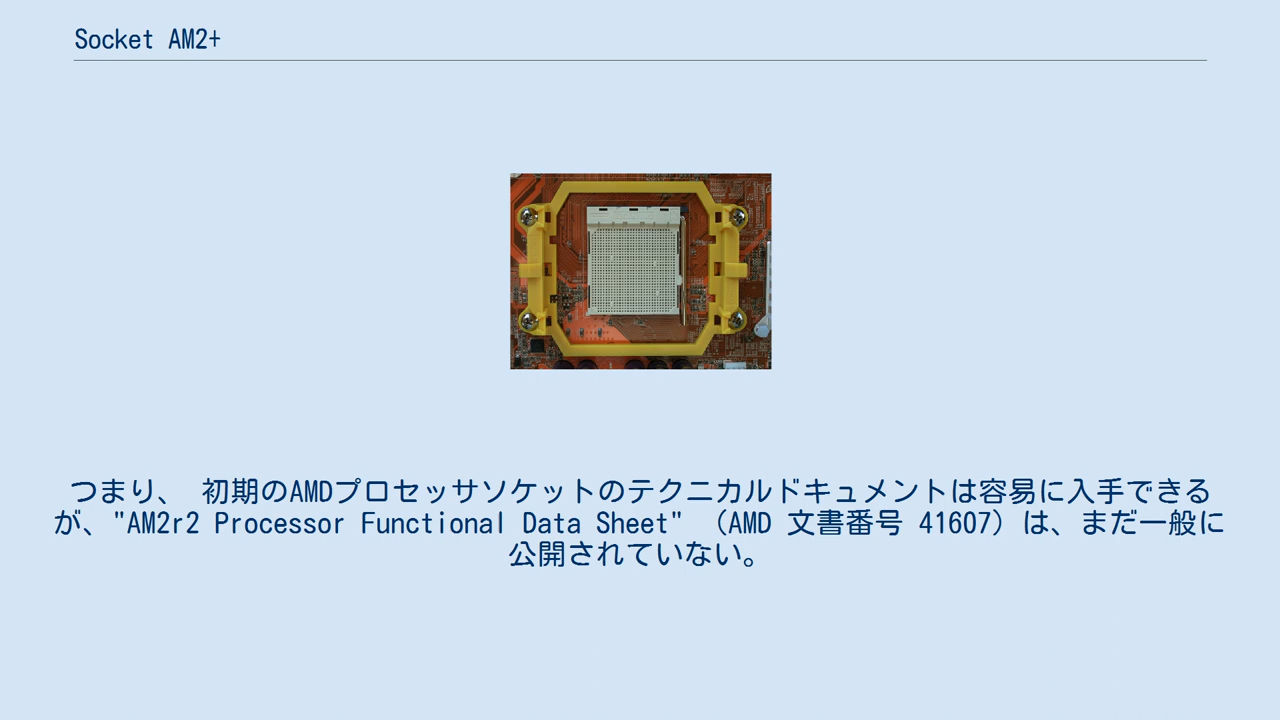 Socket AM2+
つまり、 初期のAMDプロセッサソケットのテクニカルドキュメントは容易に入手できる
が、"AM2r2 Processor Functional Data Sheet" （AMD 文書番号 41607）は、まだ一般に
公開されていない。